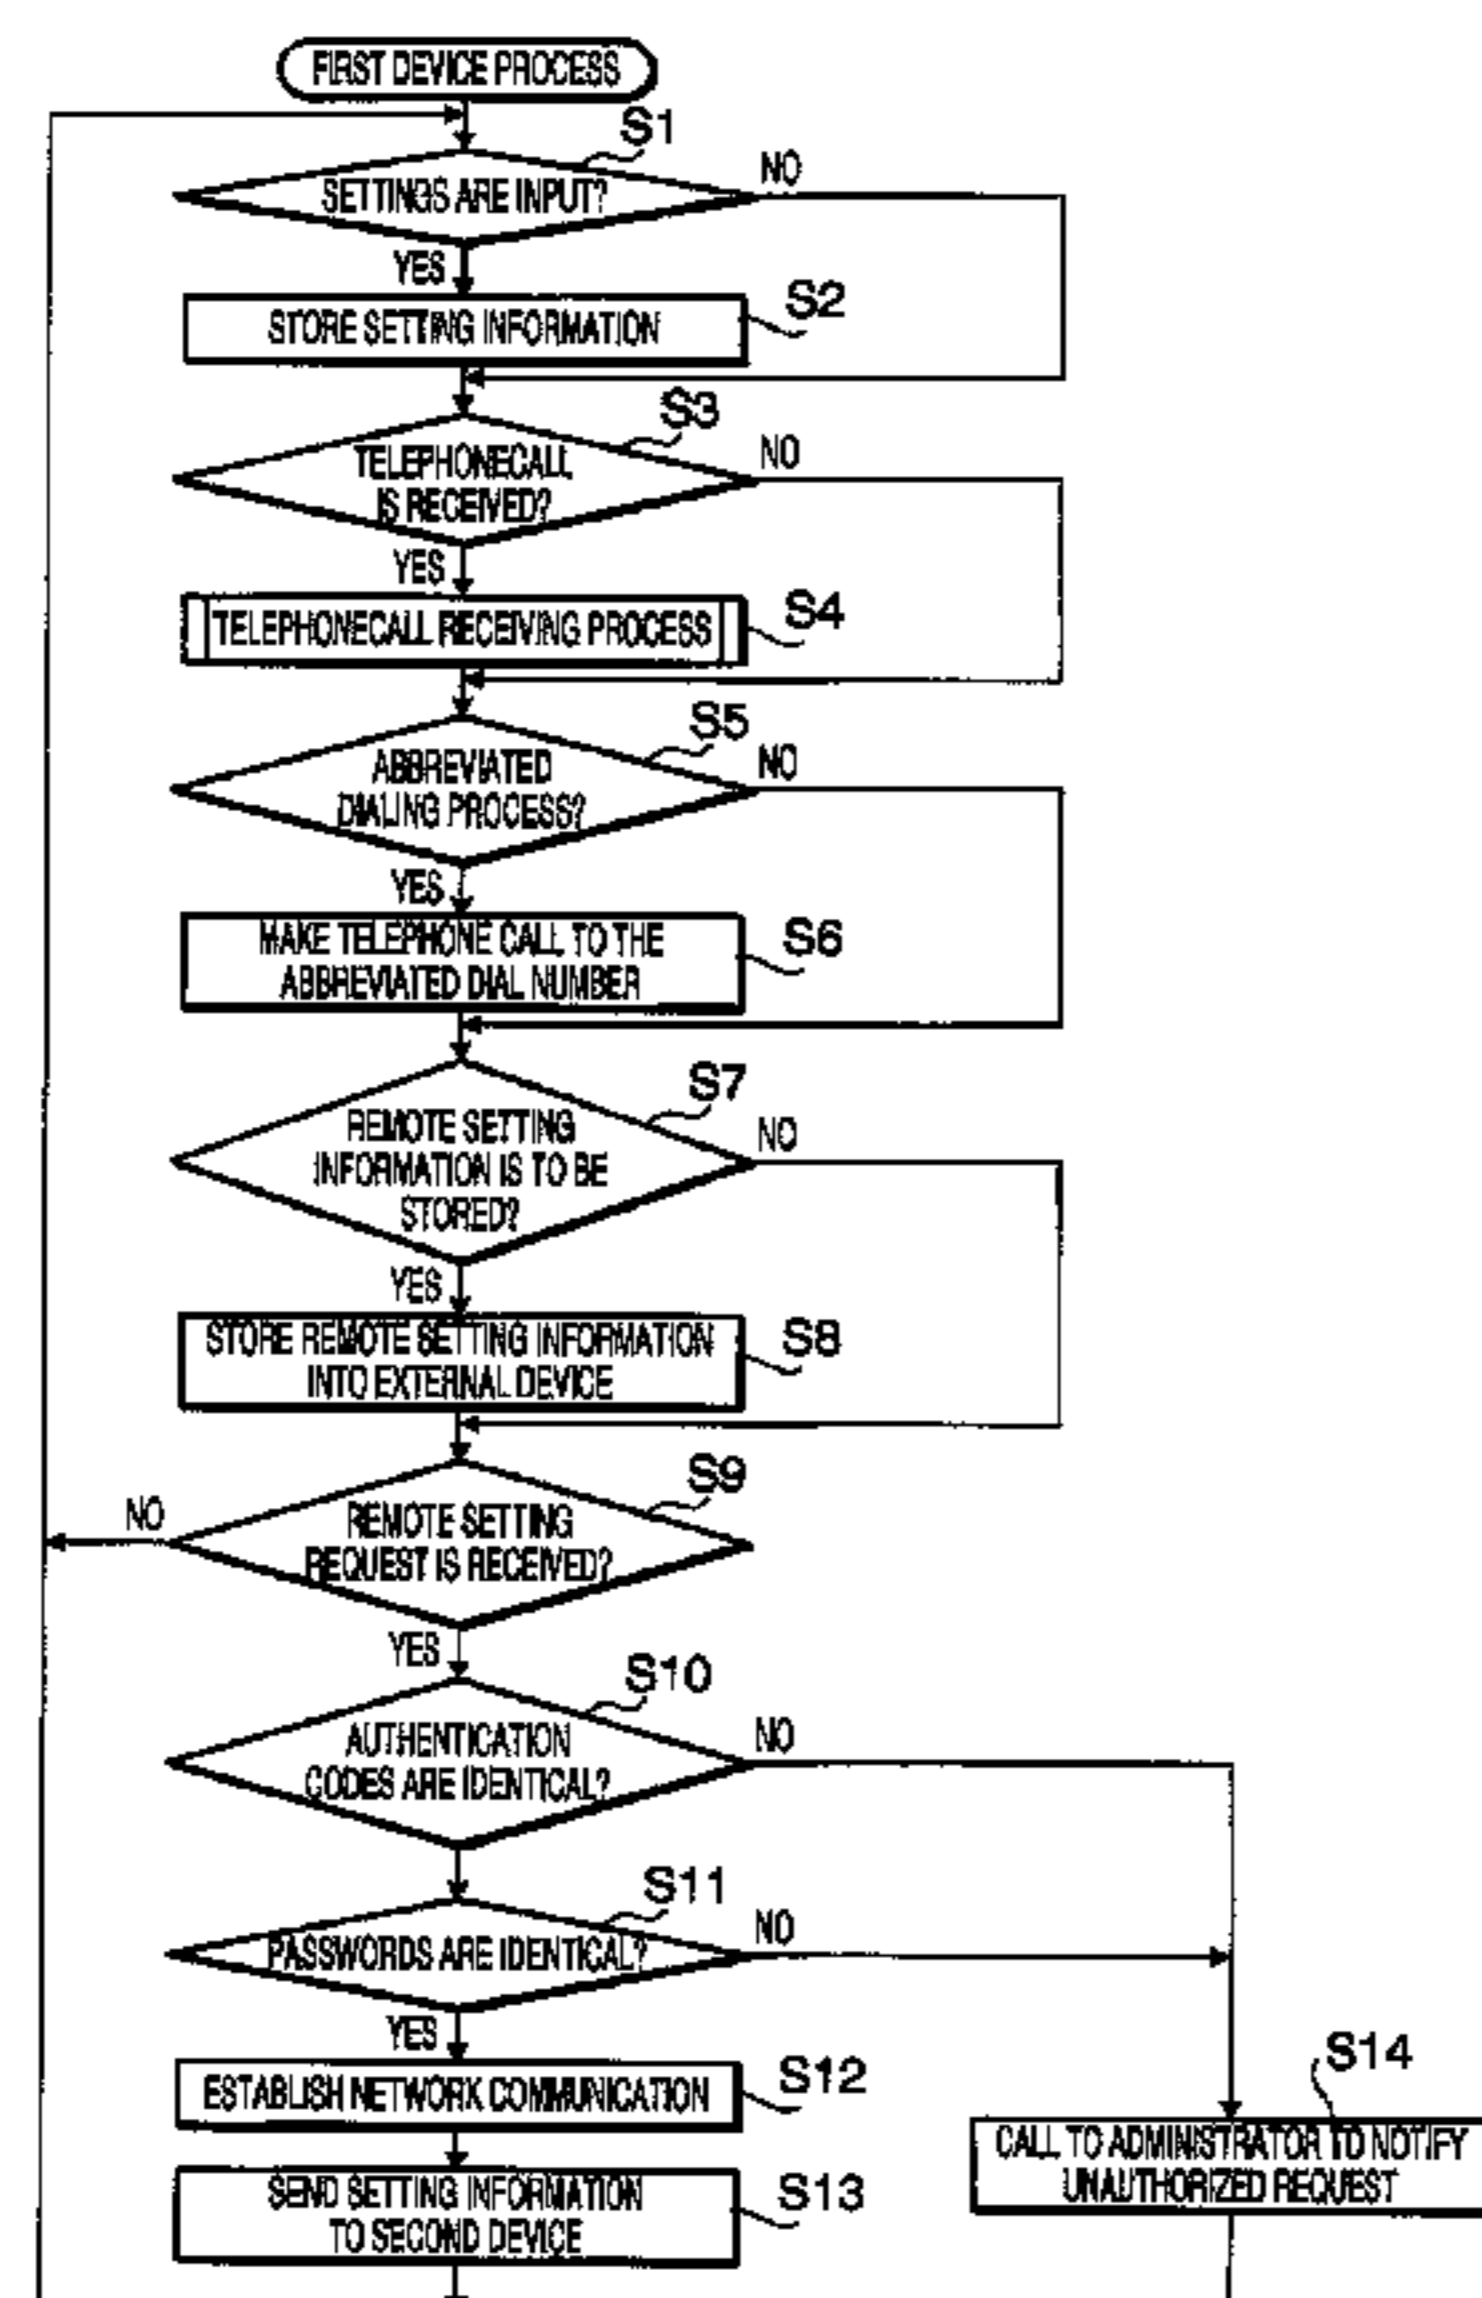 FIRST DEVICE PROCESS
S1
SETTINGS ARE INPUT?
NO
YES
STORE SETTING INFORMATION
S2
S3
TELEPHONECALL
IS RECEIVED?
NO
YES
TELEPHONECALL RECEIVING PROCESS
S4
S5
ABBREVIATED
DIALING PROCESS?
NO
YES
MAKE TELEPHONE CALL TO THE
ABBREVIATED DIAL NUMBER
S6
S7
REMOTE SETTING
INFORMATION IS TO BE
STORED?
NO
YES
STORE REMOTE SETTING INFORMATION
INTO EXTERNAL DEVICE
S8
S9
NO
REMOTE SETTING
REQUEST IS RECEIVED?
YES
S10
AUTHENTICATION
CODES ARE IDENTICAL?
NO
S11
PASSWORDS ARE IDENTICAL?
NO
YES
ESTABLISH NETWORK COMMUNICATION
S12
S14
CALL TO ADMINISTRATOR TO NOTIFY
UNAUTHORIZED REQUEST
SEND SETTING INFORMATION
TO SECOND DEVICE
S13